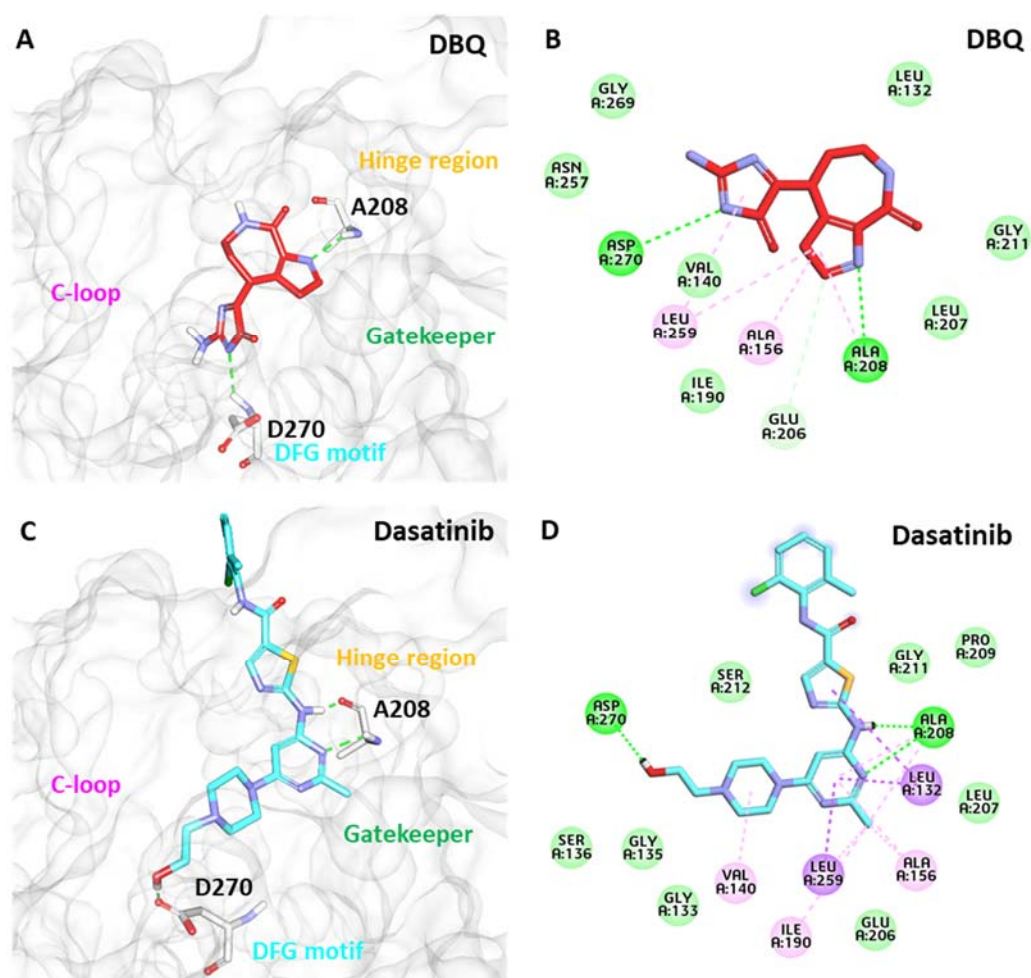 A
DBQ
Hinge region
A208
C-loop
Gatekeeper
D270
DFG motif
B
DBQ
LEU
A:132
GLY
A:269
ASN
A:257
GLY
A:211
ASP
A:270
VAL
A:140
LEU
A:207
LEU
A:259
ALA
A:156
ALA
A:208
ILE
A:190
GLU
A:206
C
Dasatinib
Hinge region
A208
C-loop
Gatekeeper
D270
DFG motif
D
Dasatinib
PRO
A:209
GLY
A:211
SER
A:212
ASP
A:270
ALA
A:208
LEU
A:132
LEU
A:207
SER
A:136
GLY
A:135
VAL
A:140
LEU
A:259
ALA
A:156
GLY
A:133
ILE
A:190
GLU
A:206